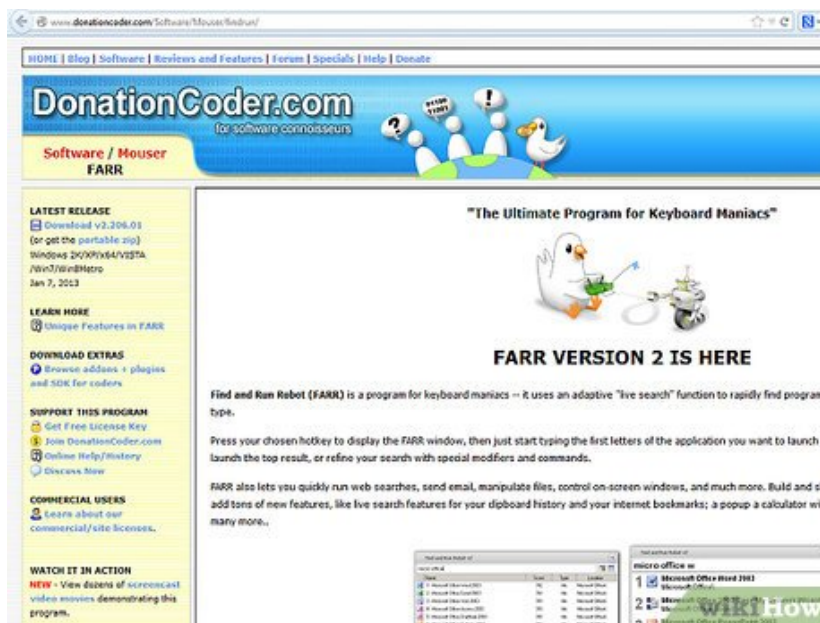 www.donationcoder.com/Software/Mouser/findrun/
HOME | Blog | Software | Reviews and Features | Forum | Specials | Help | Donate
DonationCoder.com
for software connoisseurs
?
!
Software / Mouser
FARR
LATEST RELEASE
Download v2.206.01
(or get the portable zip)
Windows 2K/XP/x64/VISTA
/Win7/Win8Metro
Jan 7, 2013
LEARN MORE
Unique Features in FARR
DOWNLOAD EXTRAS
Browse addons + plugins
and SDK for coders
SUPPORT THIS PROGRAM
Get Free License Key
Join DonationCoder.com
Online Help/History
Discuss Now
COMMERCIAL USERS
Learn about our
commercial/site licenses.
WATCH IT IN ACTION
NEW - View dozens of screencast
video movies demonstrating this
program.
"The Ultimate Program for Keyboard Maniacs"
FARR VERSION 2 IS HERE
Find and Run Robot (FARR) is a program for keyboard maniacs -- it uses an adaptive "live search" function to rapidly find program
type.
Press your chosen hotkey to display the FARR window, then just start typing the first letters of the application you want to launch
launch the top result, or refine your search with special modifiers and commands.
FARR also lets you quickly run web searches, send email, manipulate files, control on-screen windows, and much more. Build and s
add tons of new features, like live search features for your clipboard history and your internet bookmarks; a popup a calculator wi
many more..
micro office w
1 Microsoft Office Word 2003
2
wikiHow